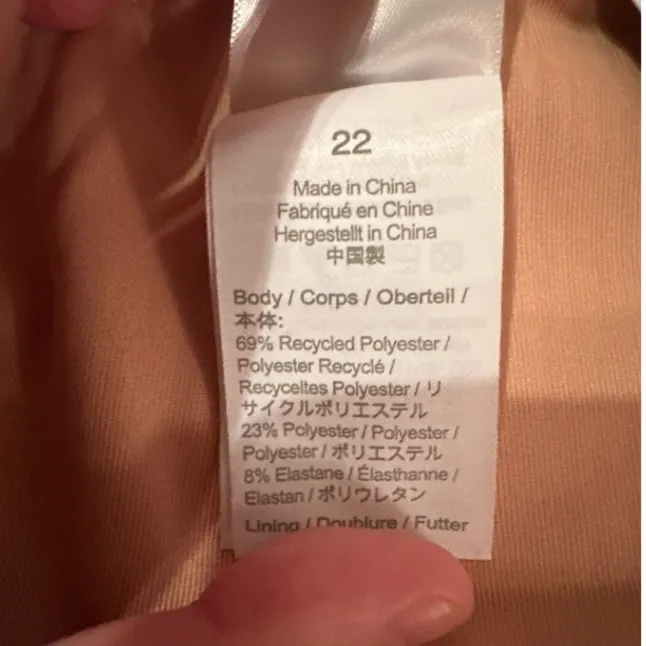 22
Made in China
Fabriqué en Chine
Hergestellt in China
中国製
Body / Corps / Oberteil /
本体:
69% Recycled Polyester /
Polyester Recyclé /
Recyceltes Polyester / リ
サイクルポリエステル
23% Polyester / Polyester /
Polyester / ポリエステル
8% Elastane / Élasthanne /
Elastan / ポリウレタン
Lining / Doublure / Futter